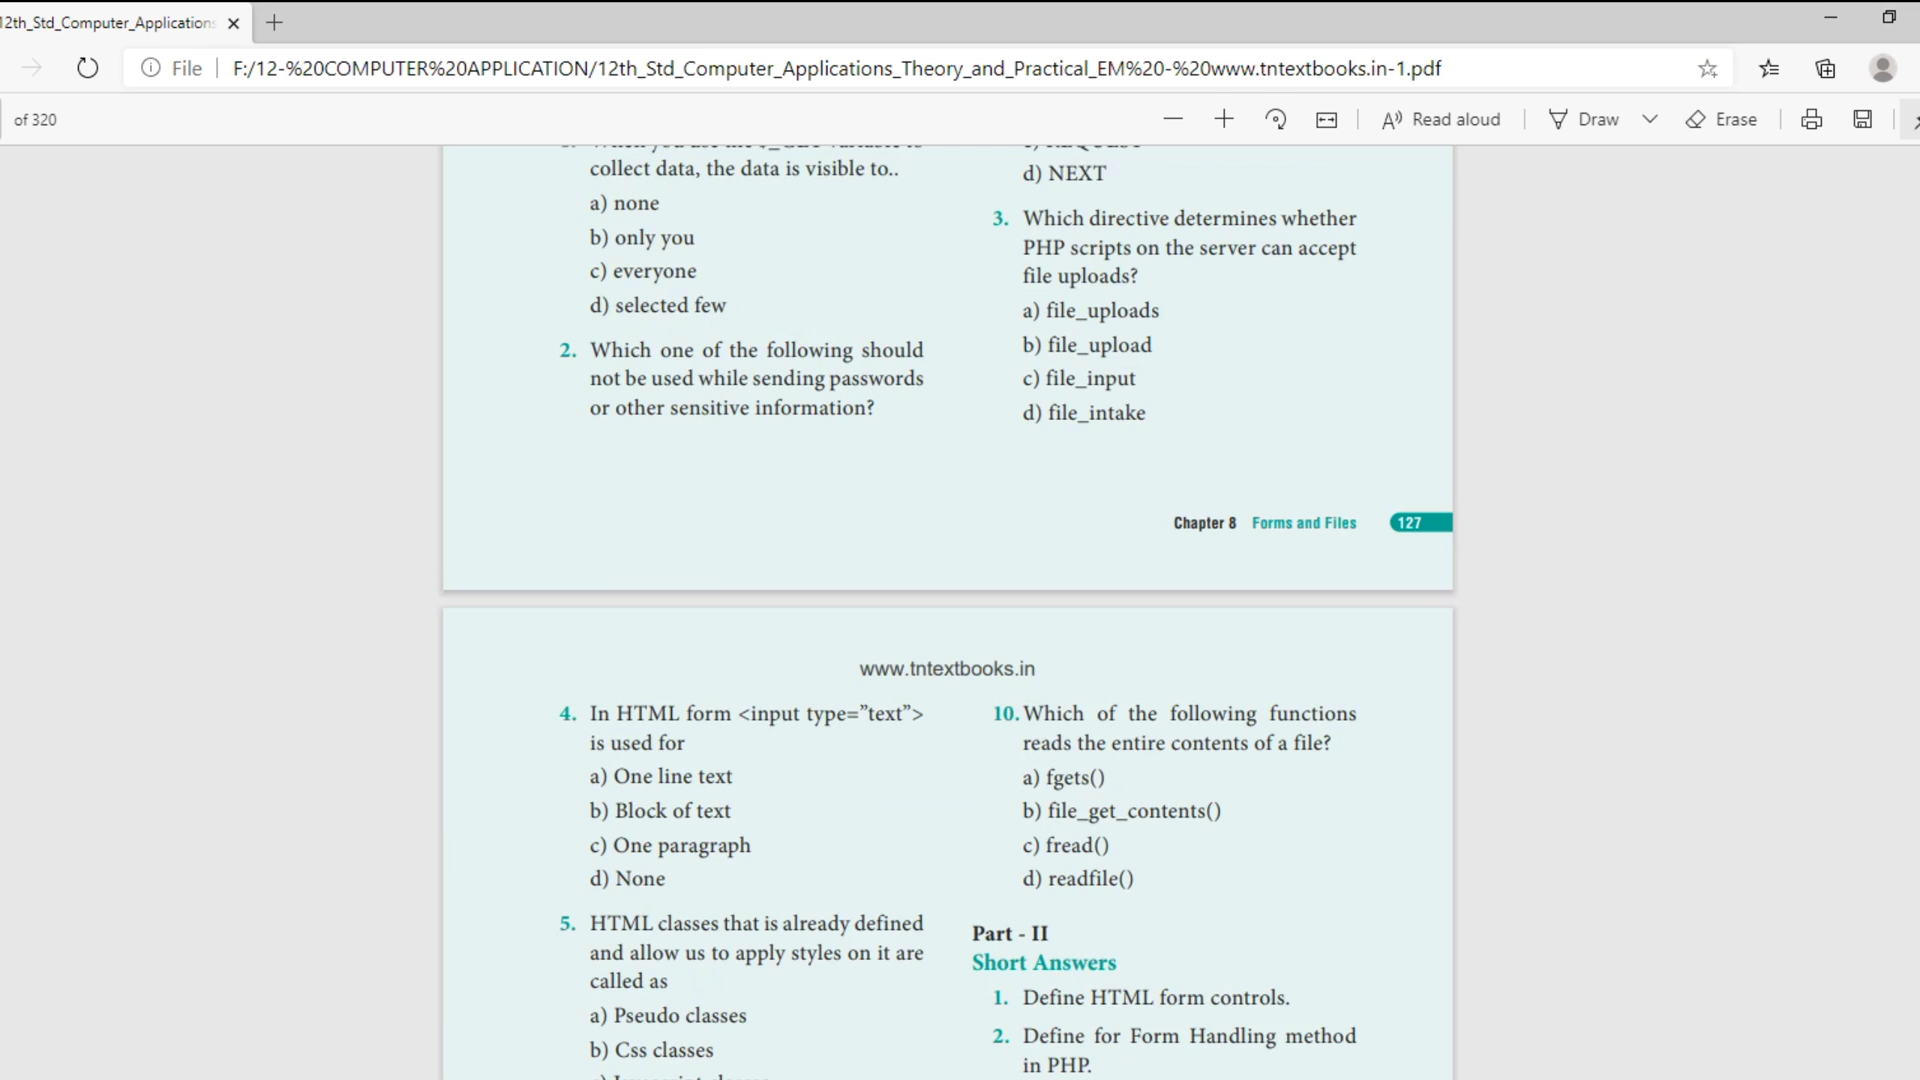 12th_Std_Computer_Applications
File
F:/12-%20COMPUTER%20APPLICATION/12th_Std_Computer_Applications_Theory_and_Practical_EM%20-%20www.tntextbooks.in-1.pdf
of 320
Read aloud
Draw
Erase
collect data, the data is visible to..
a) none
b) only you
c) everyone
d) selected few
2. Which one of the following should
not be used while sending passwords
or other sensitive information?
d) NEXT
3. Which directive determines whether
PHP scripts on the server can accept
file uploads?
a) file_uploads
b) file_upload
c) file_input
d) file_intake
Chapter 8 Forms and Files 127
www.tntextbooks.in
4. In HTML form <input type=”text”>
is used for
a) One line text
b) Block of text
c) One paragraph
d) None
5. HTML classes that is already defined
and allow us to apply styles on it are
called as
a) Pseudo classes
b) Css classes
10. Which of the following functions
reads the entire contents of a file?
a) fgets()
b) file_get_contents()
c) fread()
d) readfile()
Part - II
Short Answers
1. Define HTML form controls.
2. Define for Form Handling method
in PHP.